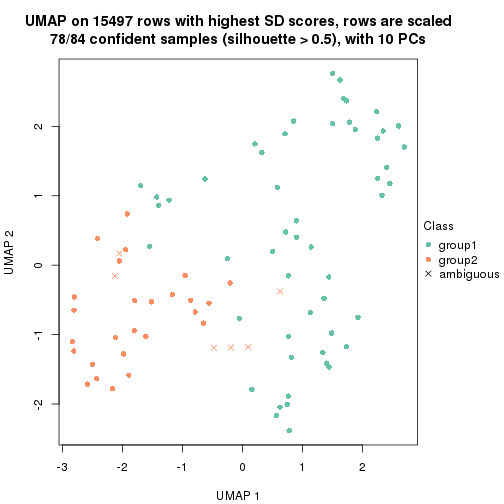 UMAP on 15497 rows with highest SD scores, rows are scaled
78/84 confident samples (silhouette > 0.5), with 10 PCs
UMAP 2
2
1
0
-1
-2
-3
-2
-1
0
1
2
UMAP 1
Class
group1
group2
ambiguous